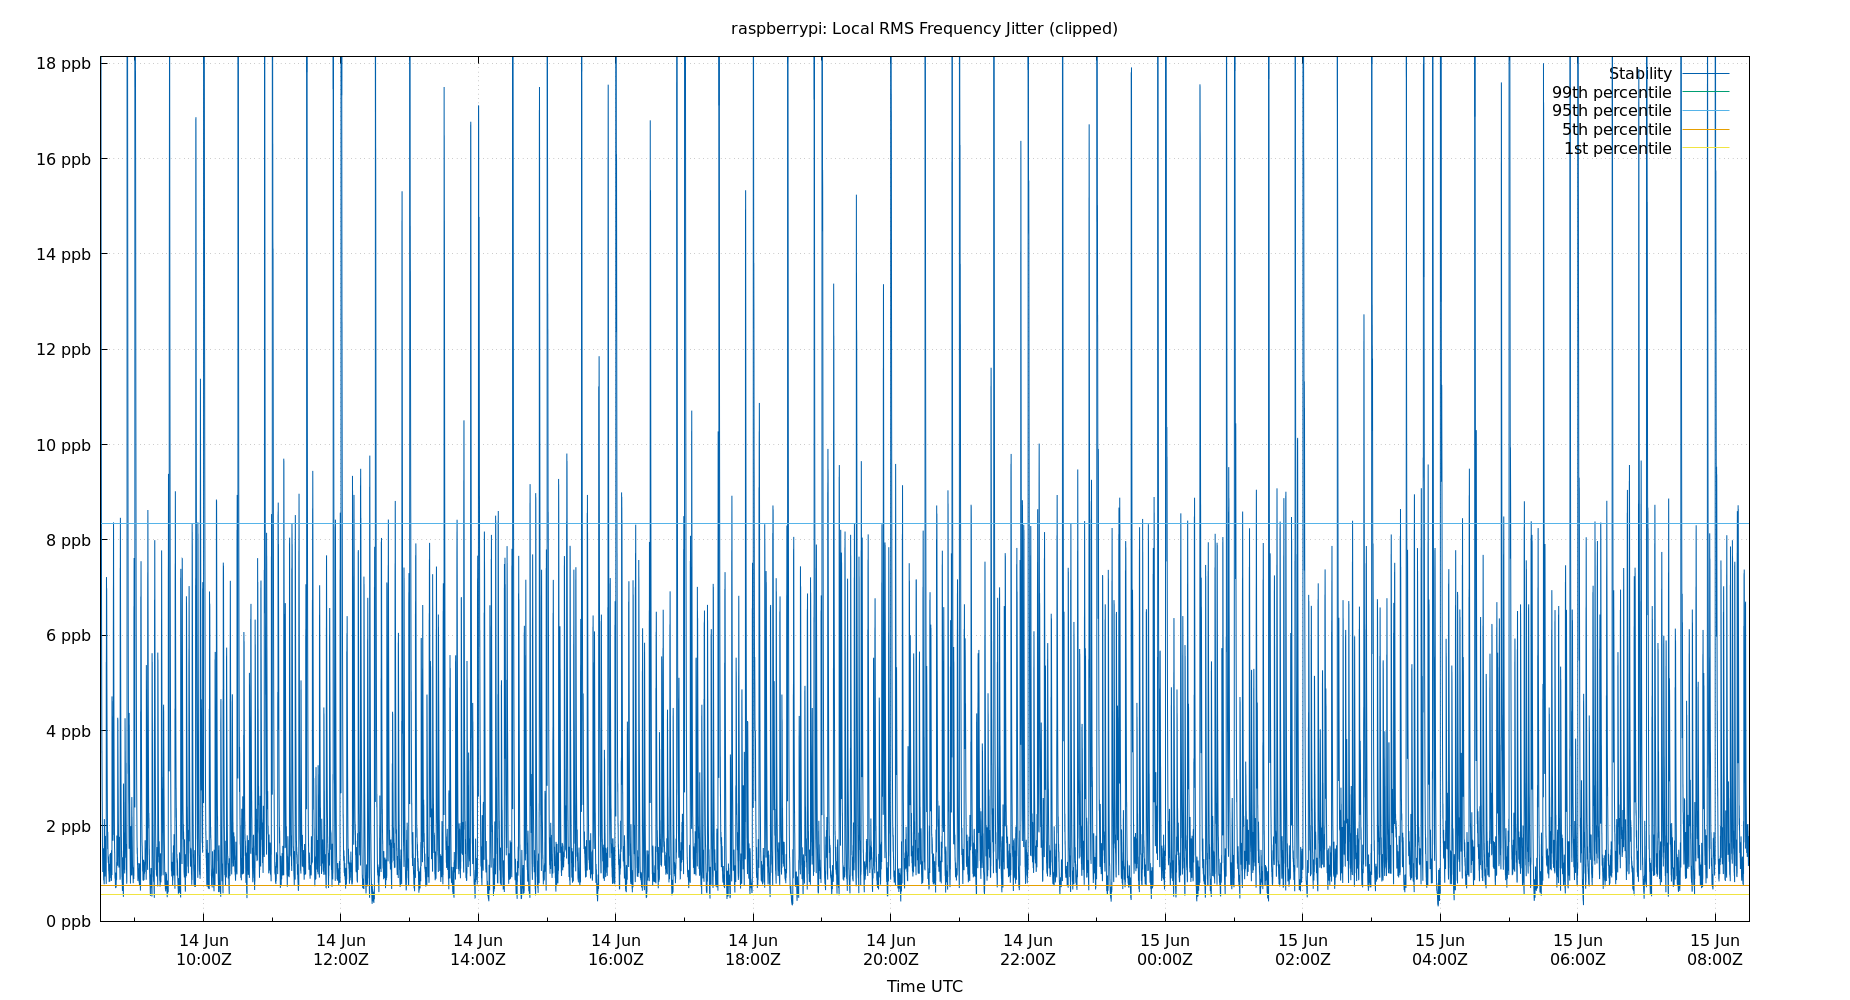 raspberrypi: Local RMS Frequency Jitter (clipped)
18 ppb
16 ppb
14 ppb
12 ppb
10 ppb
8 ppb
6 ppb
4 ppb
2 ppb
0 ppb
Stability
99th percentile
95th percentile
5th percentile
1st percentile
14 Jun 14 Jun 14 Jun 14 Jun 14 Jun 14 Jun 14 Jun 15 Jun 15 Jun 15 Jun 15 Jun 15 Jun
10:00Z 12:00Z 14:00Z 16:00Z 18:00Z 20:00Z 22:00Z 00:00Z 02:00Z 04:00Z 06:00Z 08:00Z
Time UTC